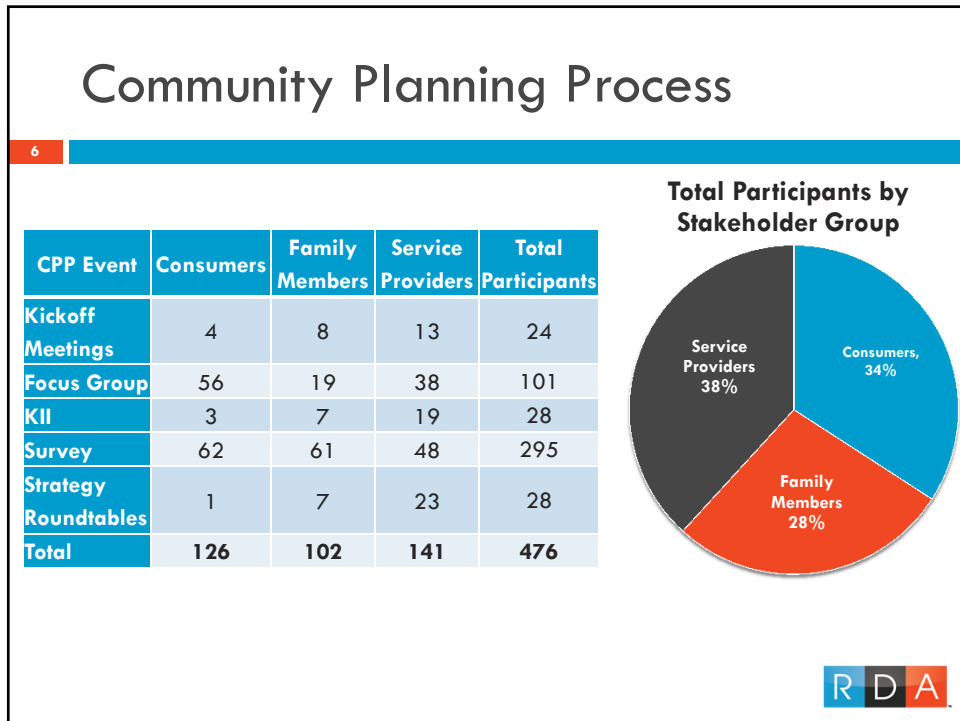 Community Planning Process
6
CPP Event Consumers Family Members Service Providers Total Participants
Kickoff Meetings 4 8 13 24
Focus Group 56 19 38 101
KII 3 7 19 28
Survey 62 61 48 295
Strategy Roundtables 1 7 23 28
Total 126 102 141 476
Total Participants by
Stakeholder Group
Service
Providers
38%
Consumers,
34%
Family
Members
28%
RDA